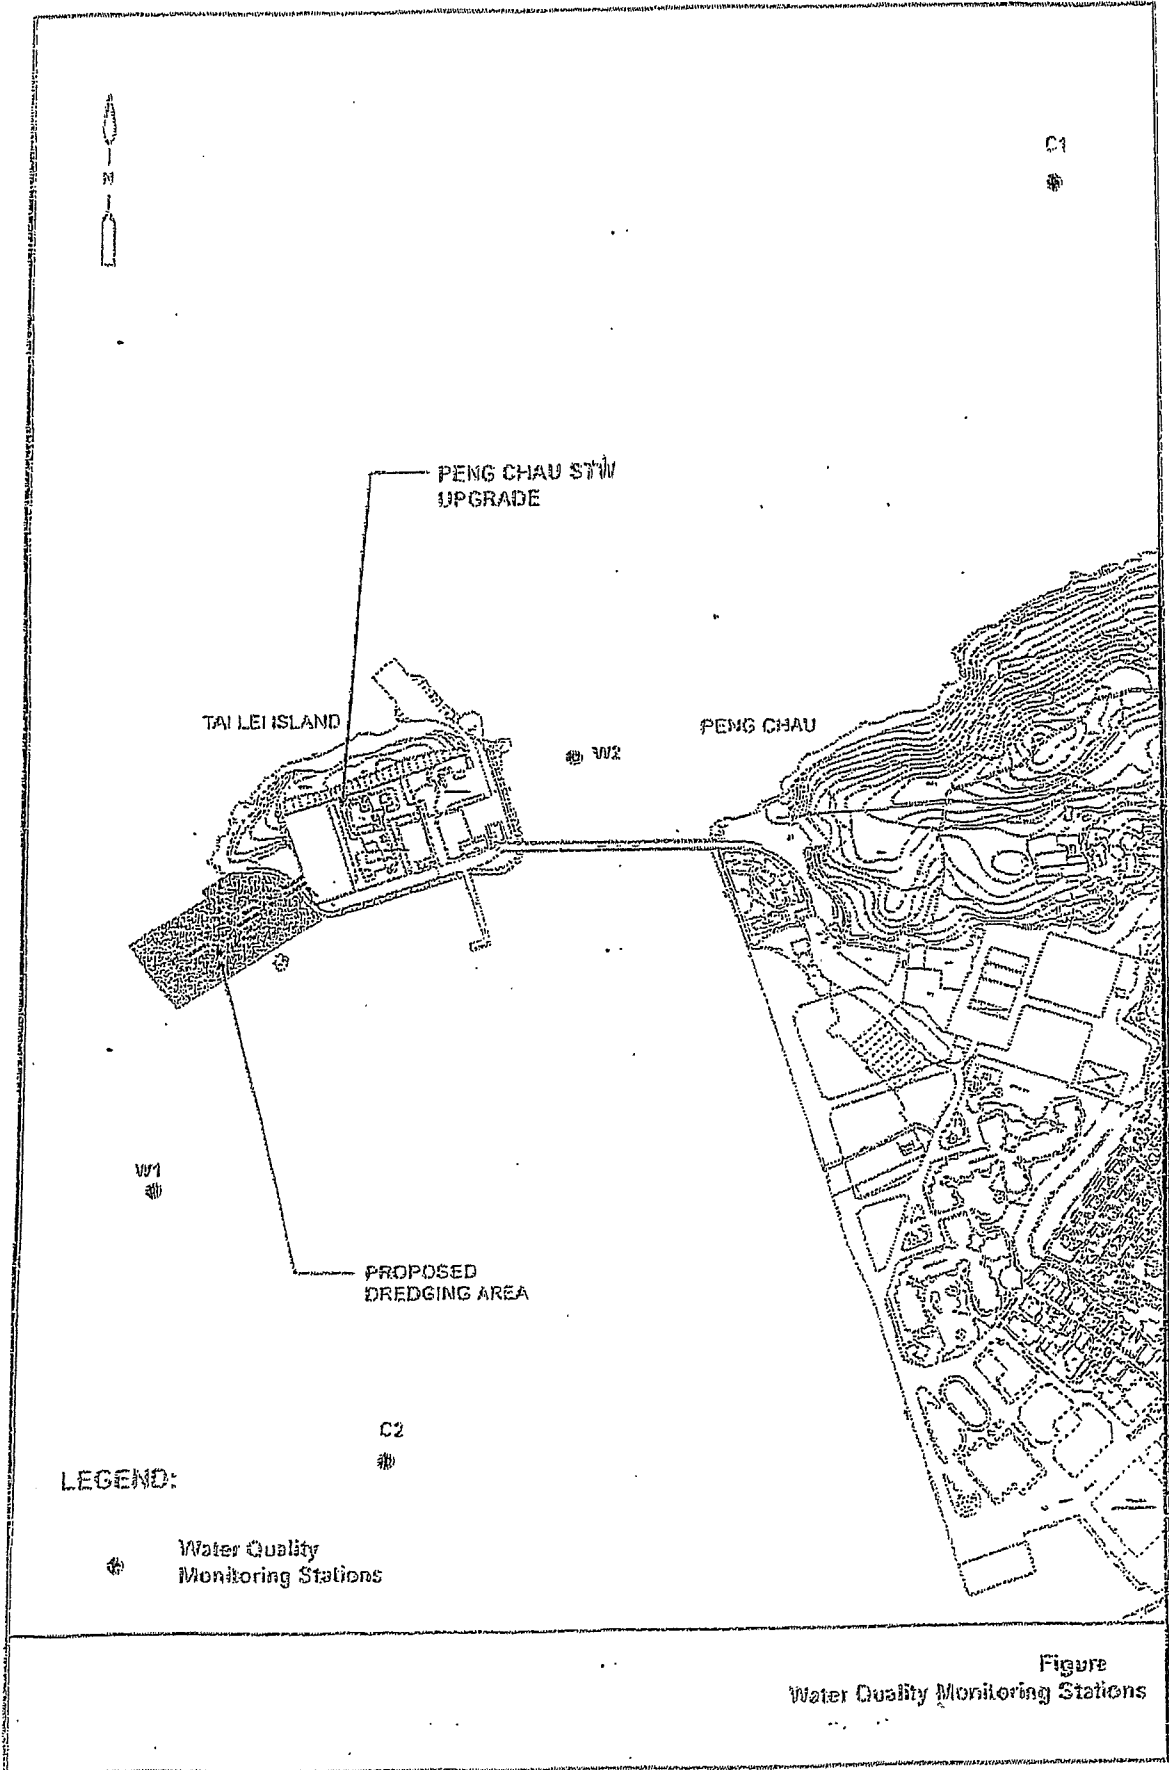 N
C1
PENG CHAU STW
UPGRADE
TAI LEI ISLAND
PENG CHAU
W2
W1
PROPOSED
DREDGING AREA
C2
LEGEND:
Water Quality
Monitoring Stations
Figure
Water Quality Monitoring Stations